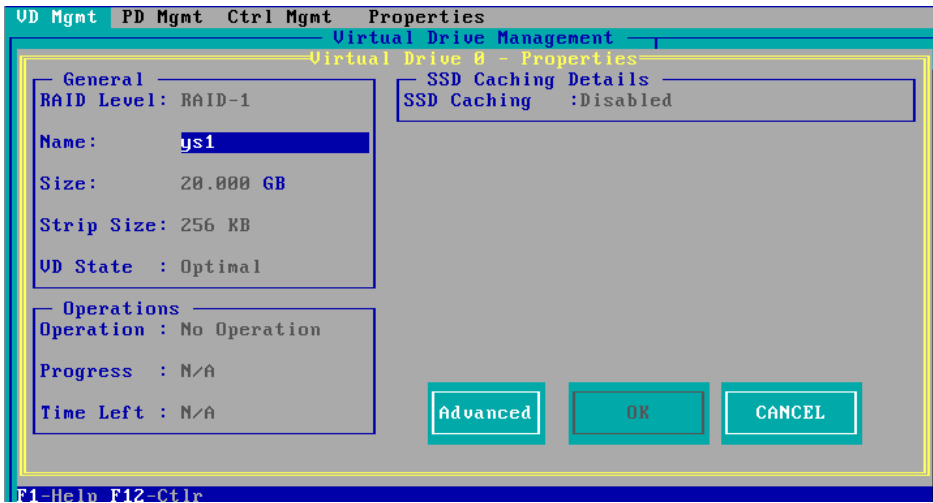 VD Mgmt PD Mgmt Ctrl Mgmt Properties
Virtual Drive Management
Virtual Drive 0 - Properties
General
RAID Level: RAID-1
Name: ys1
Size: 20.000 GB
Strip Size: 256 KB
VD State : Optimal
SSD Caching Details
SSD Caching :Disabled
Operations
Operation : No Operation
Progress : N/A
Time Left : N/A
Advanced OK CANCEL
F1-Help F12-Ctlr